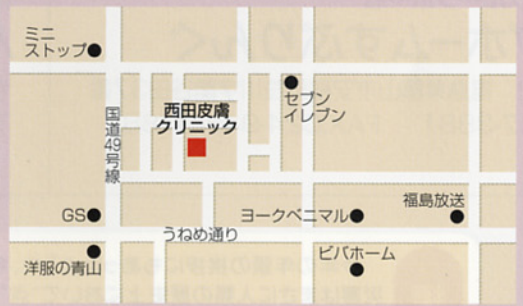 ミニ
ストップ
セブン
イレブン
西田皮膚
クリニック
国道49号線
福島放送
GS
ヨークベニマル
うねめ通り
洋服の青山
ビバホーム